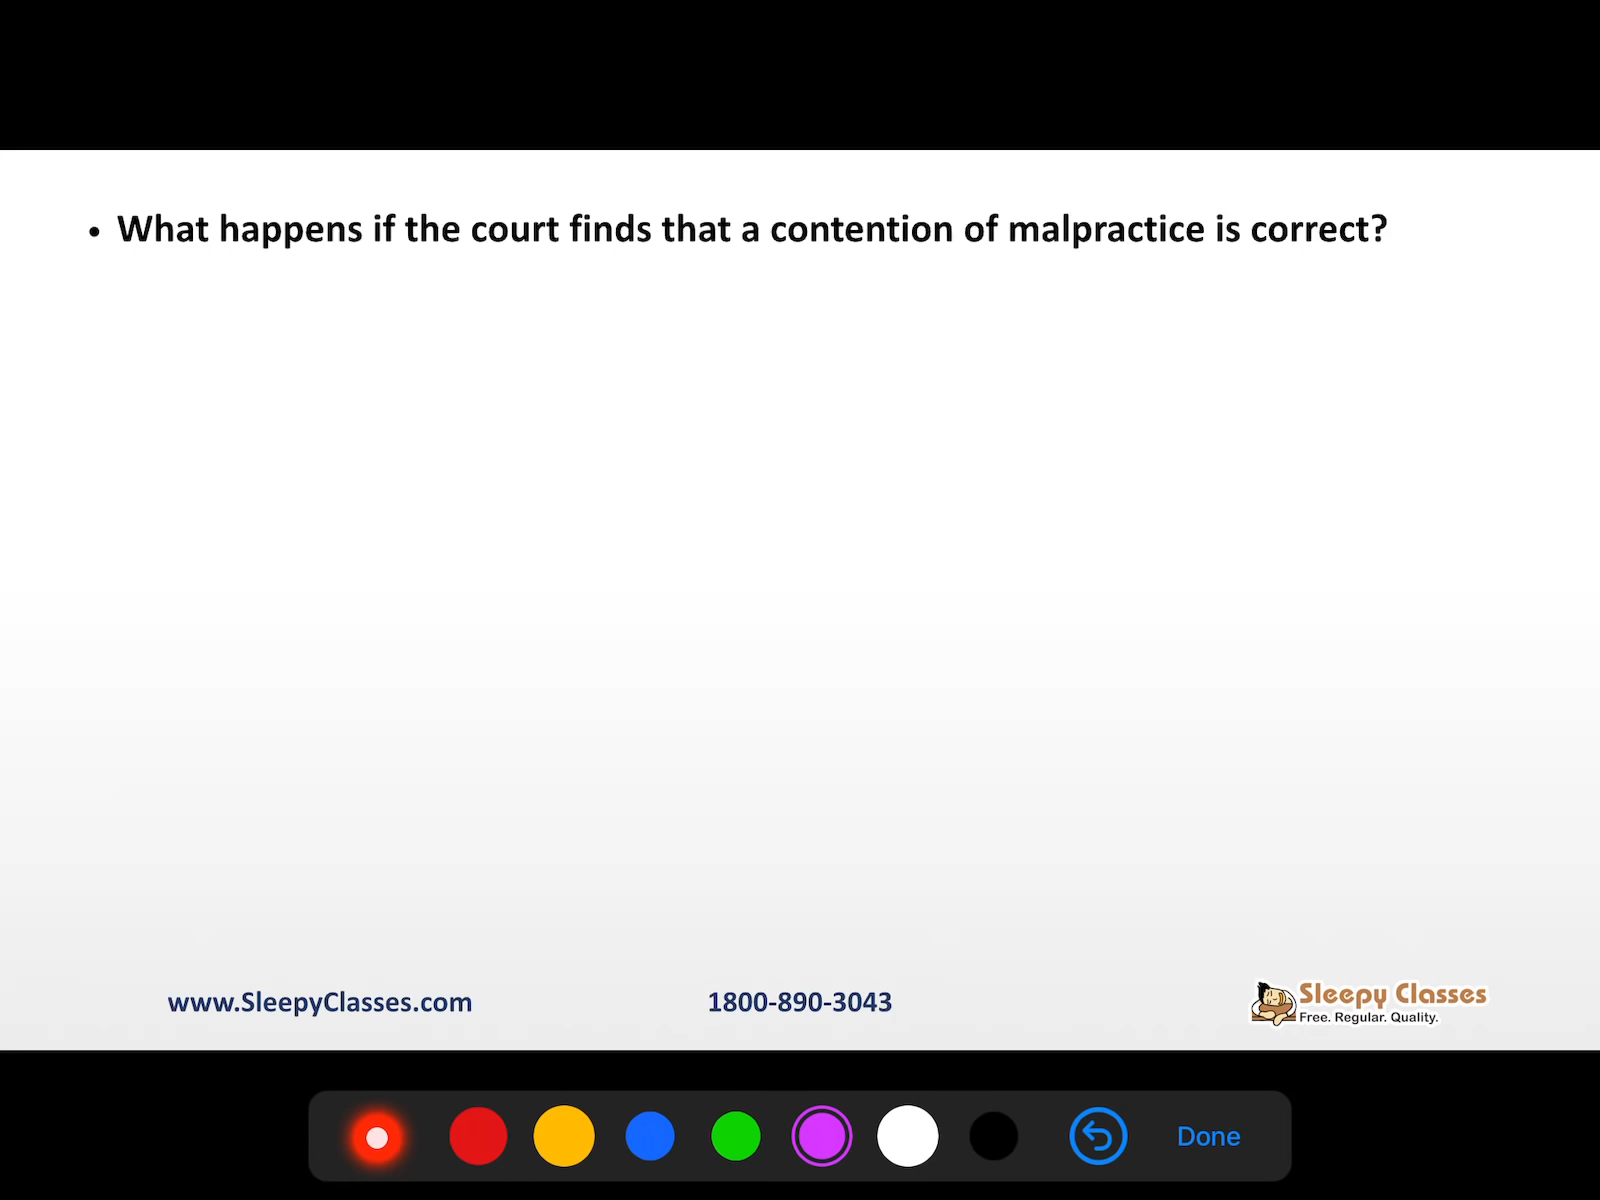 • What happens if the court finds that a contention of malpractice is correct?
www.SleepyClasses.com
1800-890-3043
Sleepy Classes
Free. Regular. Quality.
Done